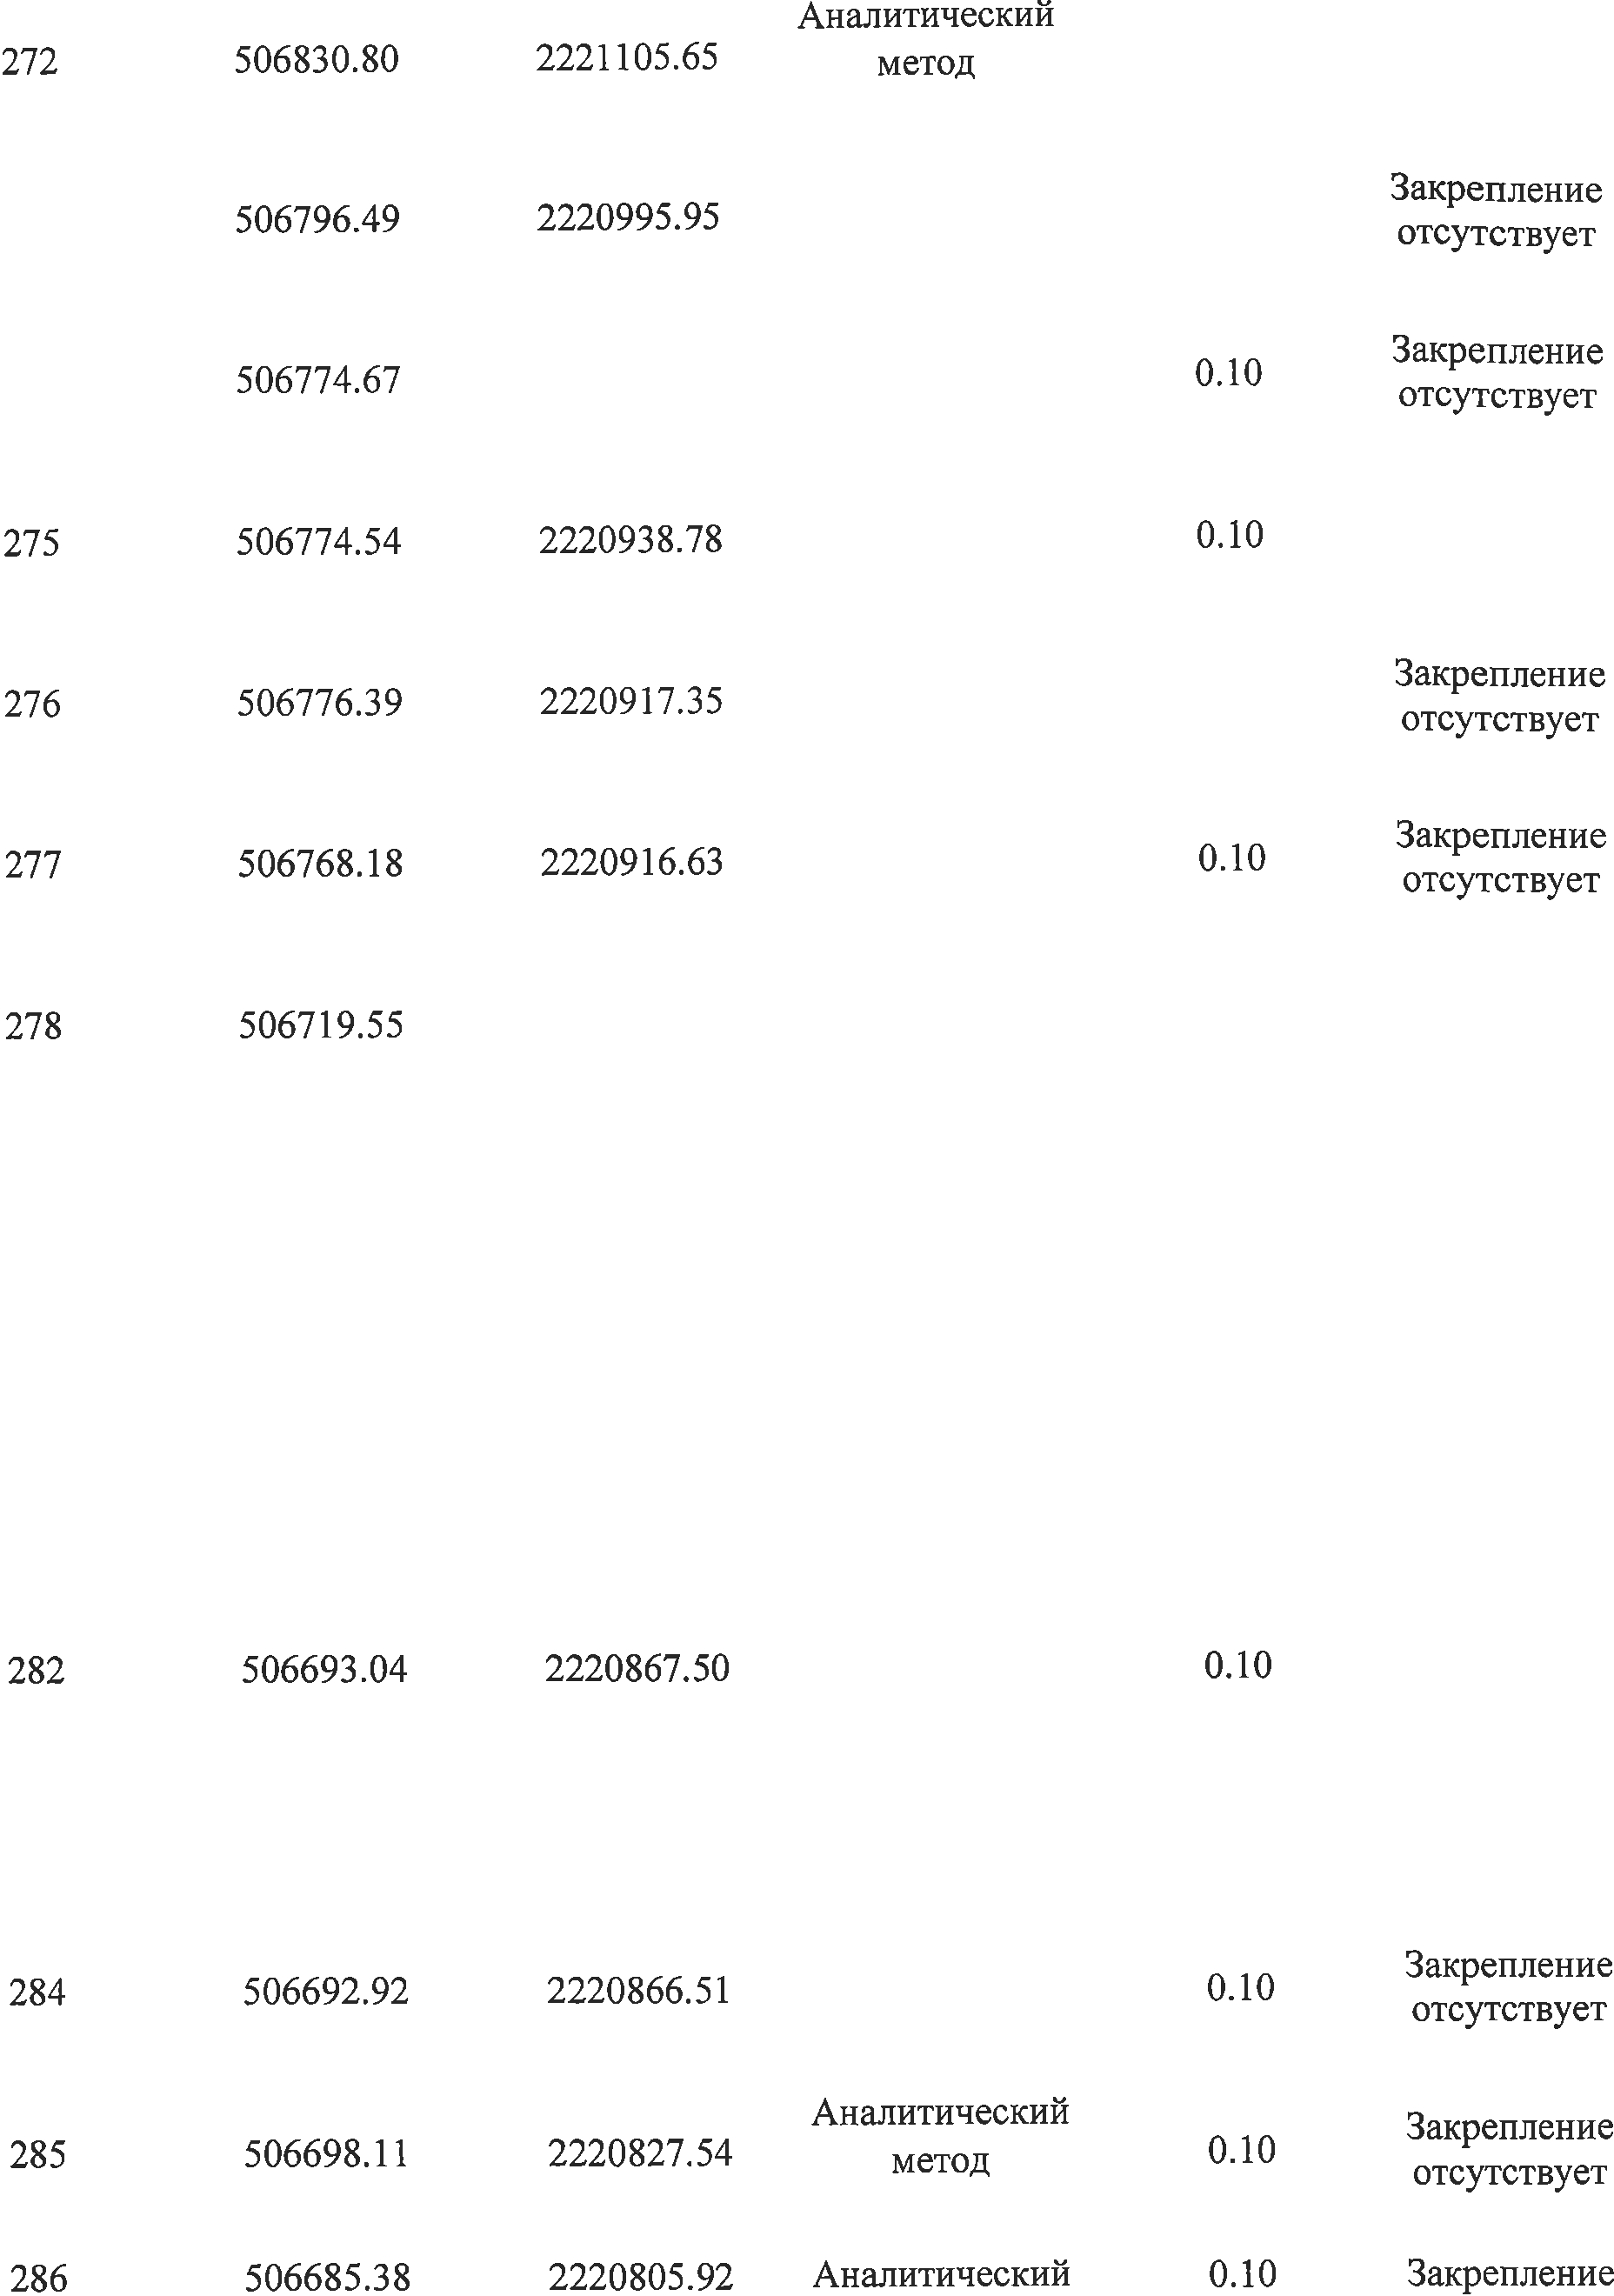 272 506830.80 2221105.65 Аналитический
метод
506796.49 2220995.95 Закрепление
отсутствует
506774.67 0.10 Закрепление
отсутствует
275 506774.54 2220938.78 0.10
276 506776.39 2220917.35 Закрепление
отсутствует
277 506768.18 2220916.63 0.10 Закрепление
отсутствует
278 506719.55
282 506693.04 2220867.50 0.10
284 506692.92 2220866.51 0.10 Закрепление
отсутствует
285 506698.11 2220827.54 Аналитический
метод 0.10 Закрепление
отсутствует
286 506685.38 2220805.92 Аналитический 0.10 Закрепление